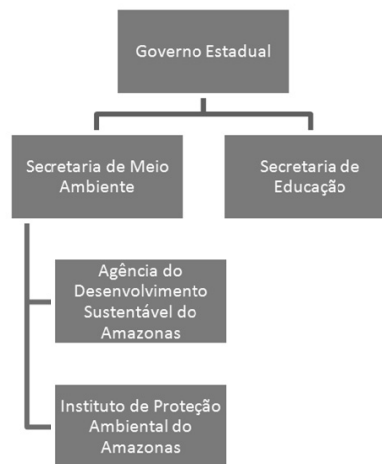 Governo Estadual
Secretaria de Meio
Ambiente
Secretaria de
Educação
Agência do
Desenvolvimento
Sustentável do
Amazonas
Instituto de Proteção
Ambiental do
Amazonas